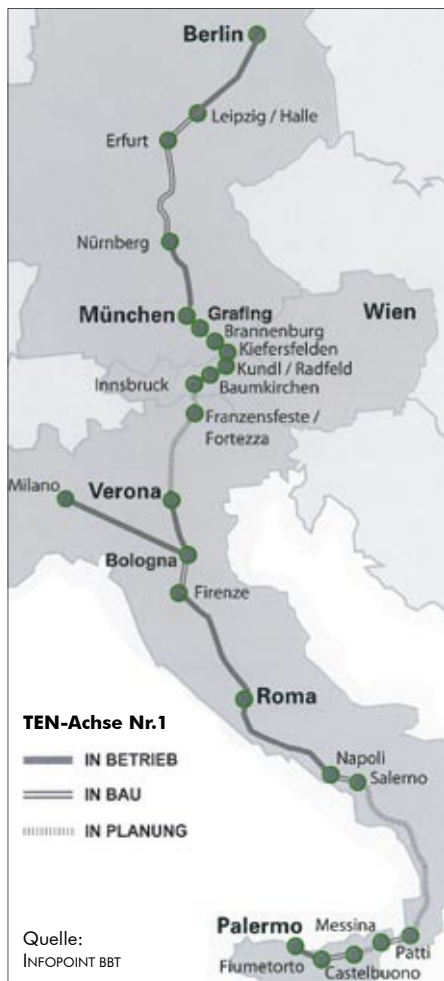 Berlin
Leipzig / Halle
Erfurt
Nürnberg
München
Grafing
Wien
Brannenburg
Kiefersfelden
Kundl / Radfeld
Innsbruck
Baumkirchen
Franzensfeste /
Fortezza
Milano
Verona
Bologna
Firenze
Roma
TEN-Achse Nr.1
IN BETRIEB
IN BAU
IN PLANUNG
Napoli
Salerno
Palermo
Messina
Patti
Fiumetorto
Castelbuono
Quelle:
INFOPOINT BBT